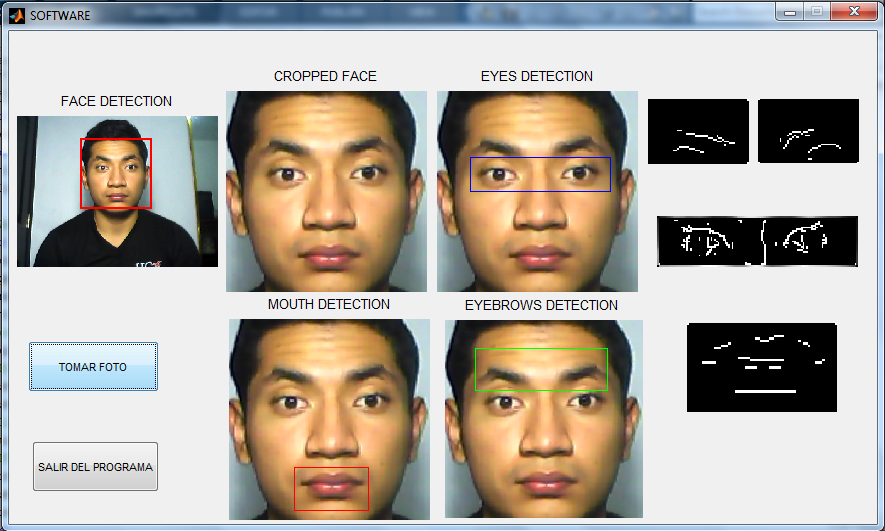 SOFTWARE
CROPPED FACE
EYES DETECTION
FACE DETECTION
MOUTH DETECTION
EYEBROWS DETECTION
TOMAR FOTO
SALIR DEL PROGRAMA